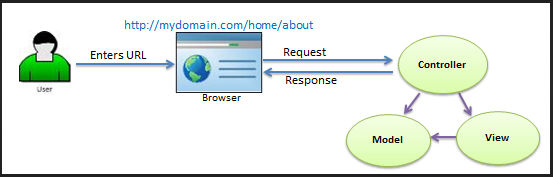 http://mydomain.com/home/about
Enters URL
Request
Response
Controller
User
Browser
Model
View